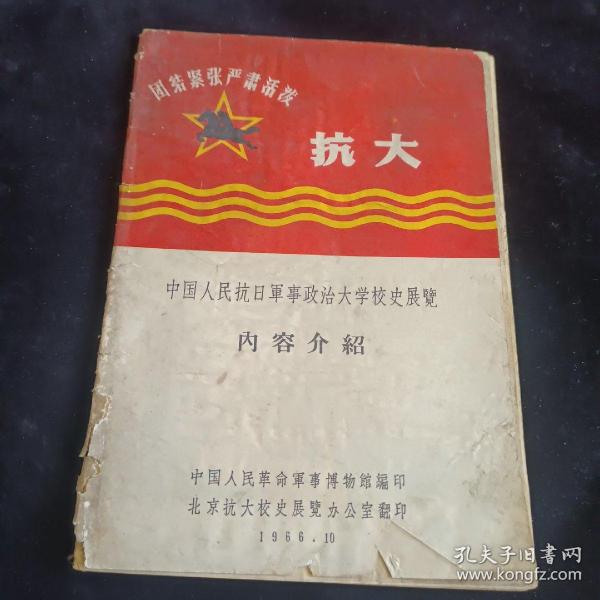 团结紧张严肃活泼
抗大
中国人民抗日軍事政治大学校史展覽
內容介紹
中国人民革命軍事博物館編印
北京抗大校史展覽办公室翻印
1966.10
孔夫子旧书网
www.kongfz.com